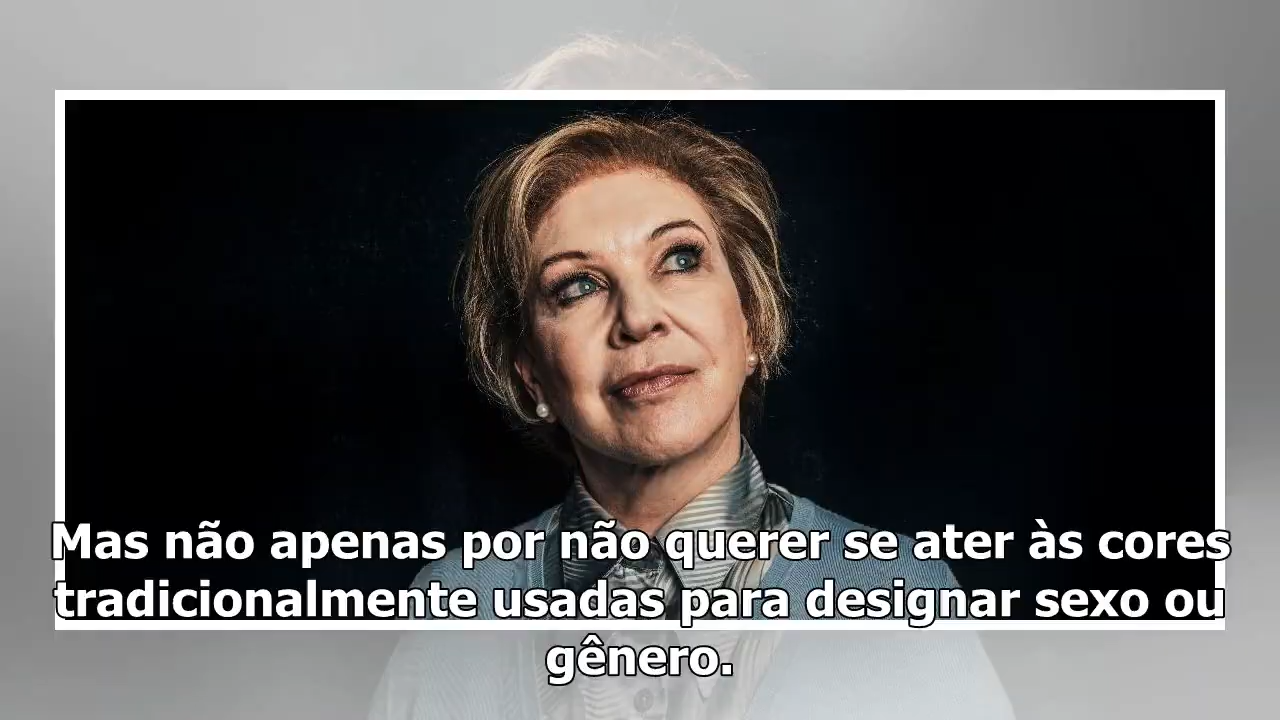 Mas não apenas por não querer se ater às cores
tradicionalmente usadas para designar sexo ou
gênero.